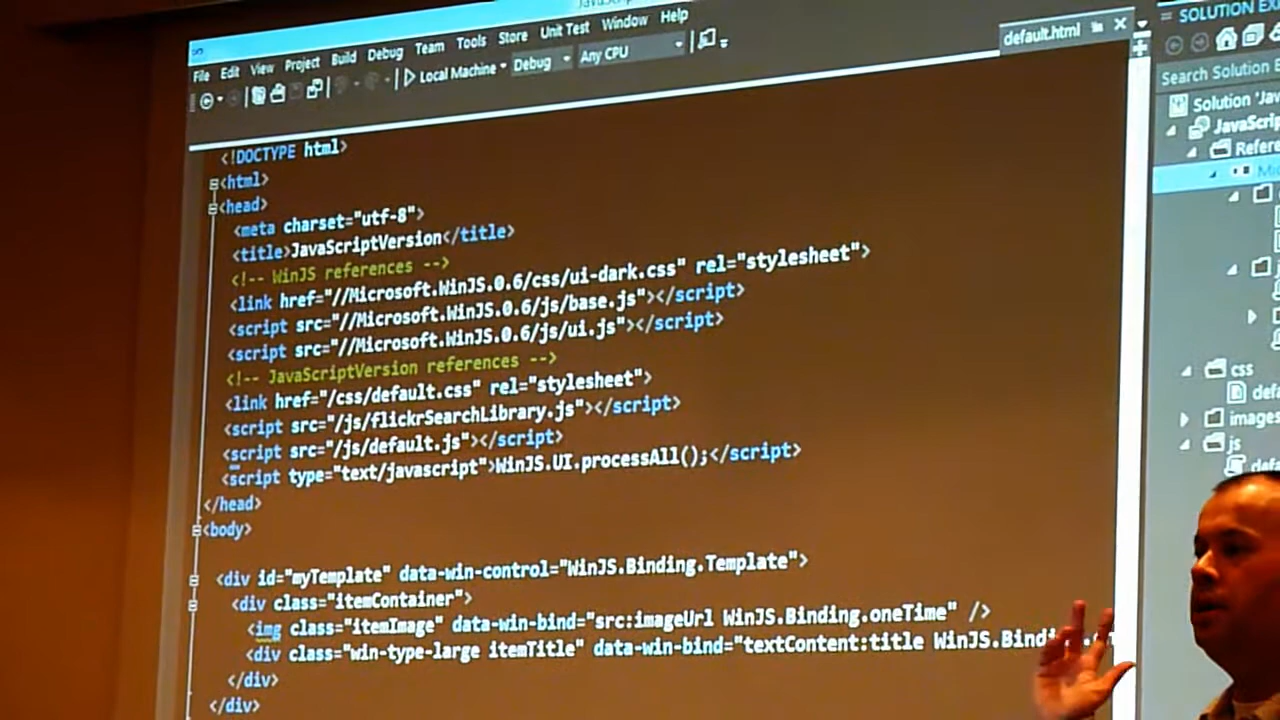 File Edit View Project Build Debug Team Tools Store Unit Test Window Help
Local Machine Debug Any CPU
default.html
<!DOCTYPE html>
<html>
<head>
<meta charset="utf-8">
<title>JavaScriptVersion</title>
<!-- WinJS references -->
<link href="//Microsoft.WinJS.0.6/css/ui-dark.css" rel="stylesheet">
<script src="//Microsoft.WinJS.0.6/js/base.js"></script>
<script src="//Microsoft.WinJS.0.6/js/ui.js"></script>
<!-- JavaScriptVersion references -->
<link href="/css/default.css" rel="stylesheet">
<script src="/js/flickrSearchLibrary.js"></script>
<script src="/js/default.js"></script>
<script type="text/javascript">WinJS.UI.processAll();</script>
</head>
<body>
<div id="myTemplate" data-win-control="WinJS.Binding.Template">
<div class="itemContainer">
<img class="itemImage" data-win-bind="src:imageUrl WinJS.Binding.oneTime" />
<div class="win-type-large itemTitle" data-win-bind="textContent:title
</div>
</div>
SOLUTION EX
Search Solution E
Solution 'Jav
JavaScrip
Refere
css
defa
images
js
defa